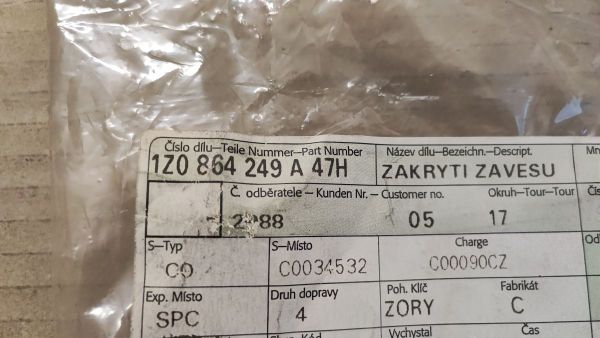 Číslo dílu–Teile Nummer–Part Number Název dílu–Bezeichn.–Descript.
1Z0 864 249 A 47H ZAKRYTI ZAVESU
Č. odběratele – Kunden Nr. – Customer no. Okruh–Tour–Tour
05 17
S–Typ S–Místo Charge
CO C0034532 C00090CZ
Exp. Místo Druh dopravy Poh. Klíč Fabrikát
SPC 4 ZORY C
Vychystal Čas